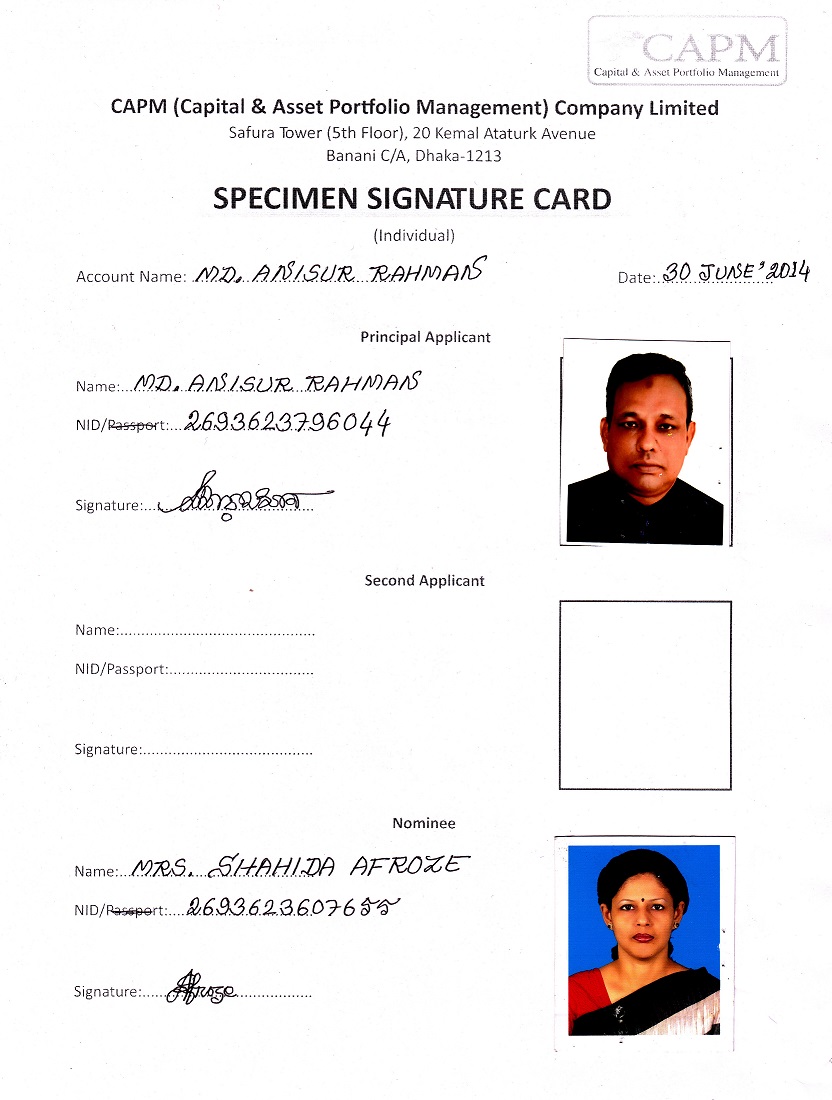 CAPM
Capital & Asset Portfolio Management
CAPM (Capital & Asset Portfolio Management) Company Limited
Safura Tower (5th Floor), 20 Kemal Ataturk Avenue
Banani C/A, Dhaka-1213
SPECIMEN SIGNATURE CARD
(Individual)
Account Name: MD. ANISUR RAHMAN Date: 30 JUNE'2014
Principal Applicant
Name: MD. ANISUR RAHMAN
NID/Passport: 2693623796044
Signature:
Second Applicant
Name:
NID/Passport:
Signature:
Nominee
Name: MRS. SHAHIDA AFROZE
NID/Passport:
Signature: Afroze